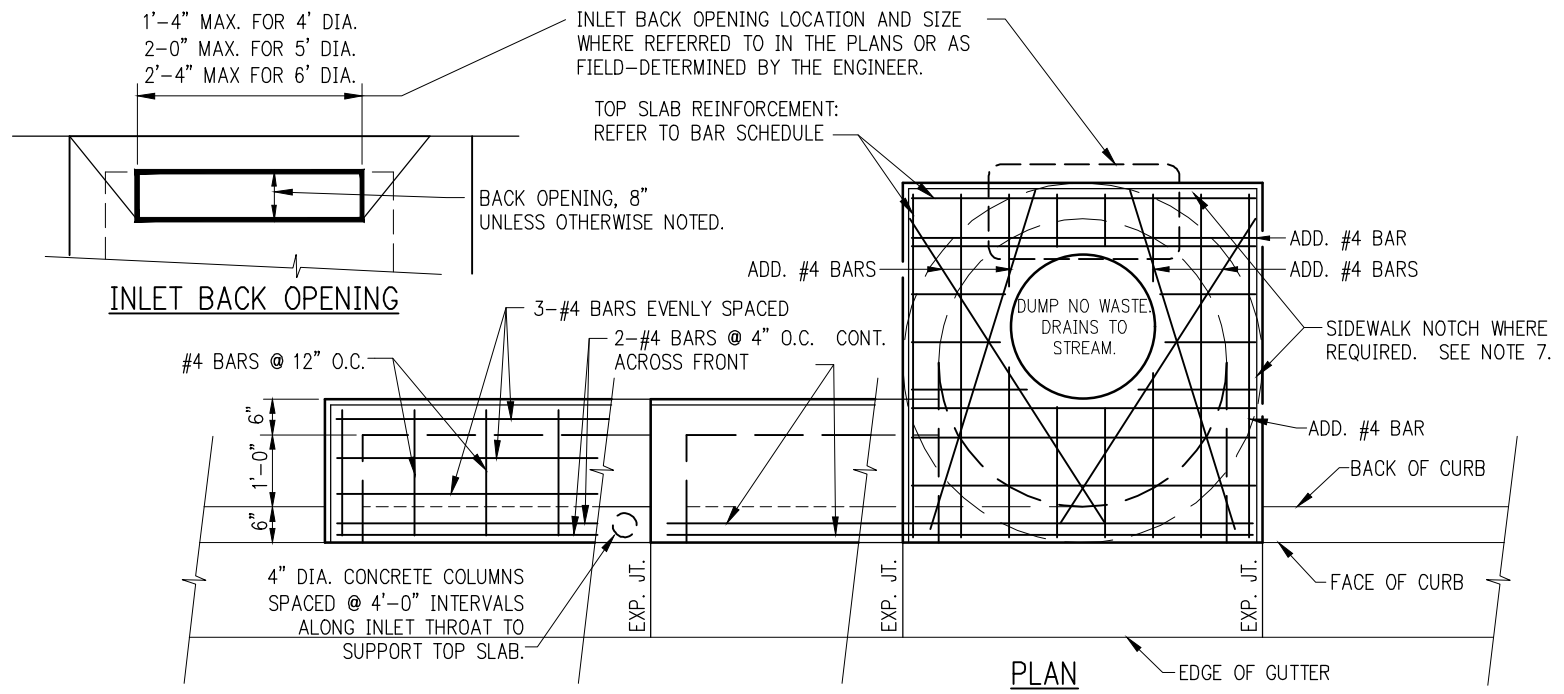 1'-4" MAX. FOR 4' DIA.
2-0" MAX. FOR 5' DIA.
2'-4" MAX FOR 6' DIA.
INLET BACK OPENING LOCATION AND SIZE
WHERE REFERRED TO IN THE PLANS OR AS
FIELD-DETERMINED BY THE ENGINEER.
TOP SLAB REINFORCEMENT:
REFER TO BAR SCHEDULE
BACK OPENING, 8"
UNLESS OTHERWISE NOTED.
INLET BACK OPENING
ADD. #4 BARS
ADD. #4 BAR
ADD. #4 BARS
DUMP NO WASTE.
DRAINS TO
STREAM.
SIDEWALK NOTCH WHERE
REQUIRED. SEE NOTE 7.
3-#4 BARS EVENLY SPACED
2-#4 BARS @ 4" O.C. CONT.
ACROSS FRONT
#4 BARS @ 12" O.C.
6"
1'-0"
6"
ADD. #4 BAR
BACK OF CURB
4" DIA. CONCRETE COLUMNS
SPACED @ 4'-0" INTERVALS
ALONG INLET THROAT TO
SUPPORT TOP SLAB.
EXP. JT.
EXP. JT.
EXP. JT.
FACE OF CURB
EDGE OF GUTTER
PLAN